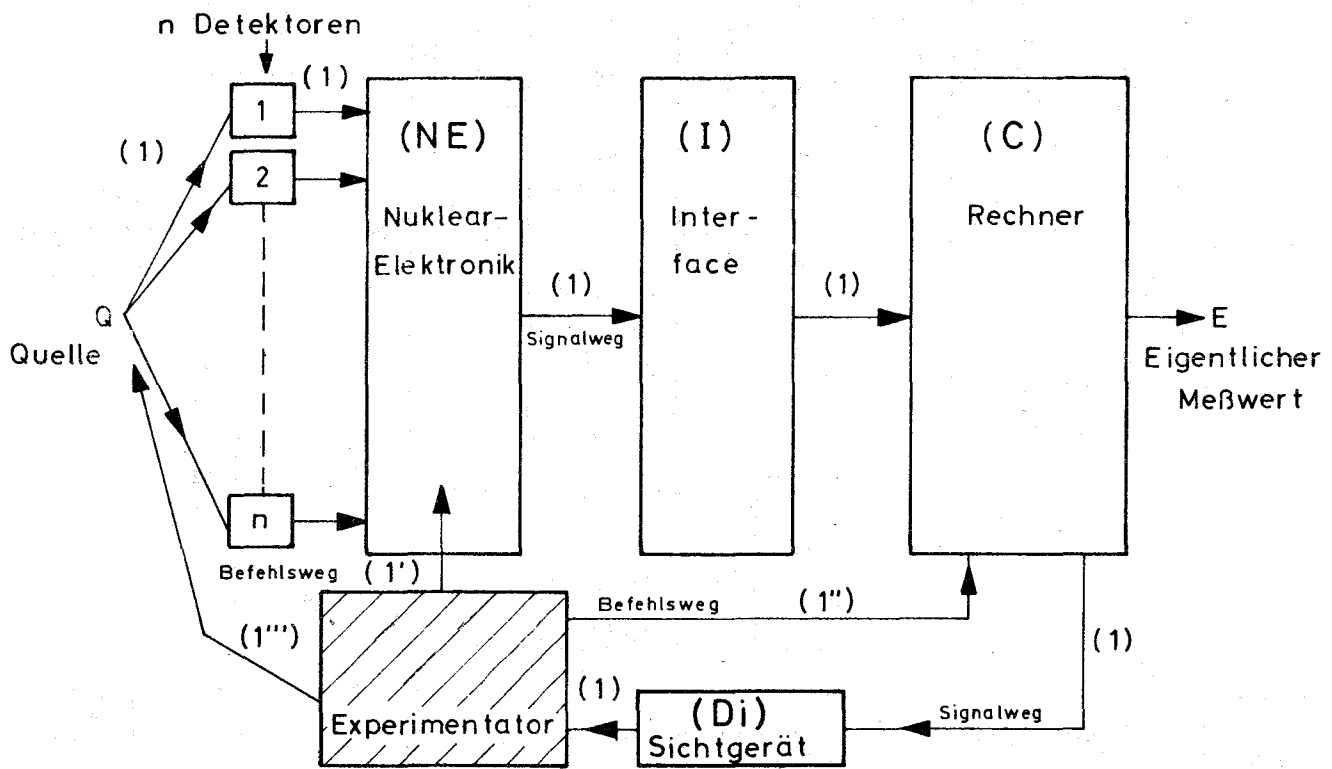 n Detektoren
(1)
1
(1)
2
n
Q
Quelle
(NE)
Nuklear-
Elektronik
(1)
Signalweg
(I)
Inter-
face
(1)
(C)
Rechner
E
Eigentlicher
Meßwert
Befehlsweg (1')
Befehlsweg (1'')
(1''')
Experimentator
(1)
(Di)
Sichtgerät
Signalweg
(1)